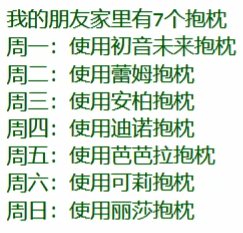 我的朋友家里有7个抱枕
周一：使用初音未来抱枕
周二：使用蕾姆抱枕
周三：使用安柏抱枕
周四：使用迪诺抱枕
周五：使用芭芭拉抱枕
周六：使用可莉抱枕
周日：使用丽莎抱枕